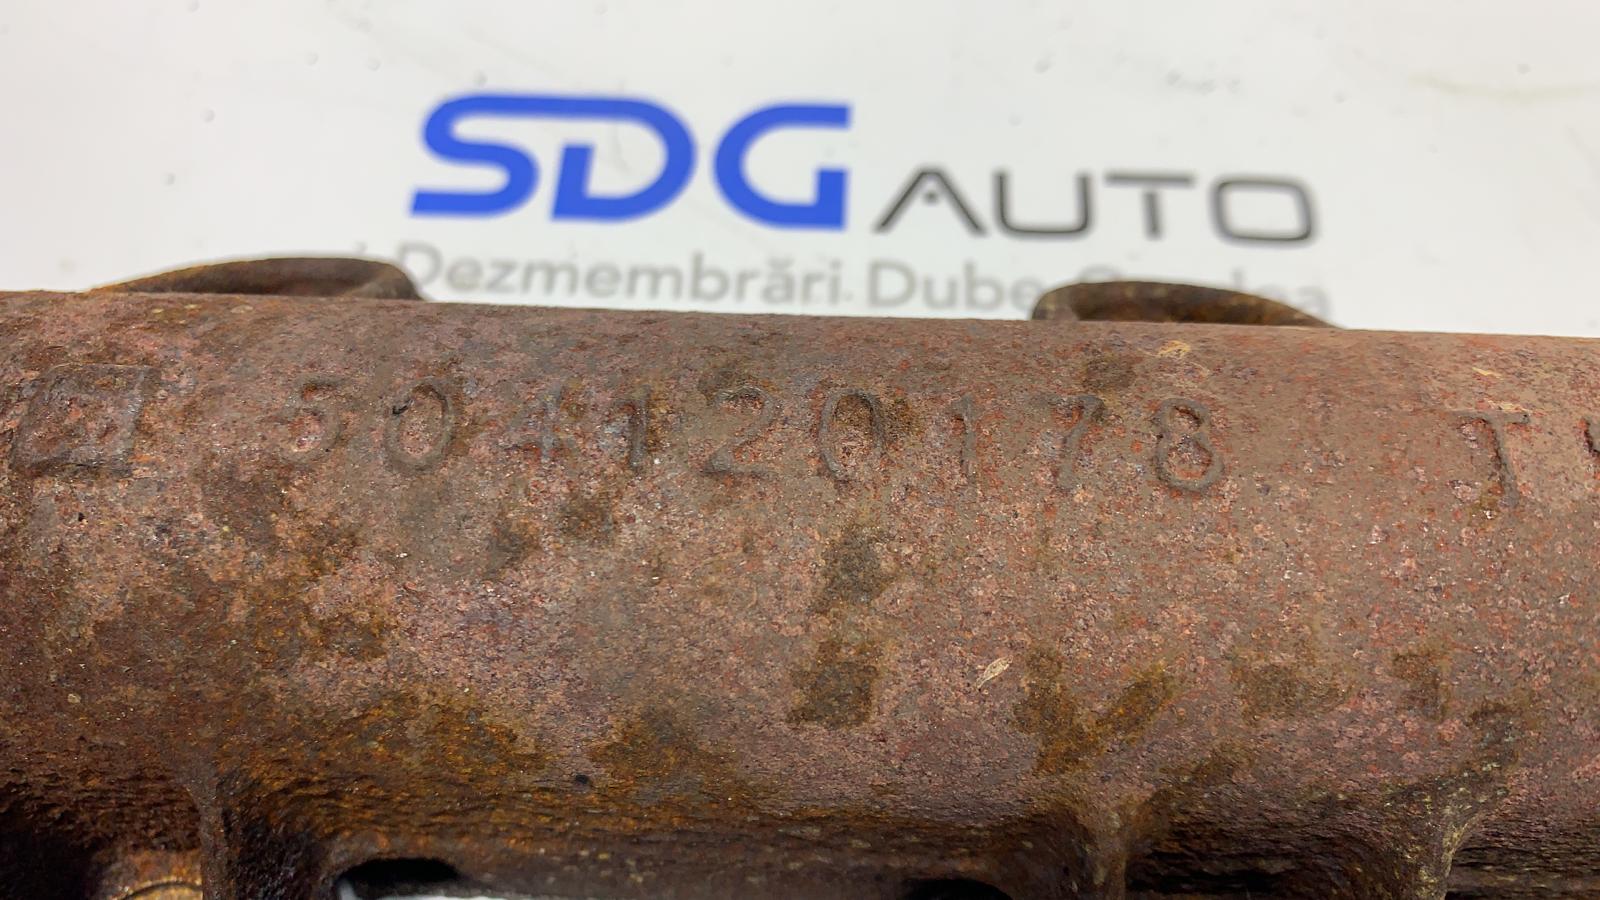 SDG AUTO
Dezmembrări Dube
504120178 T